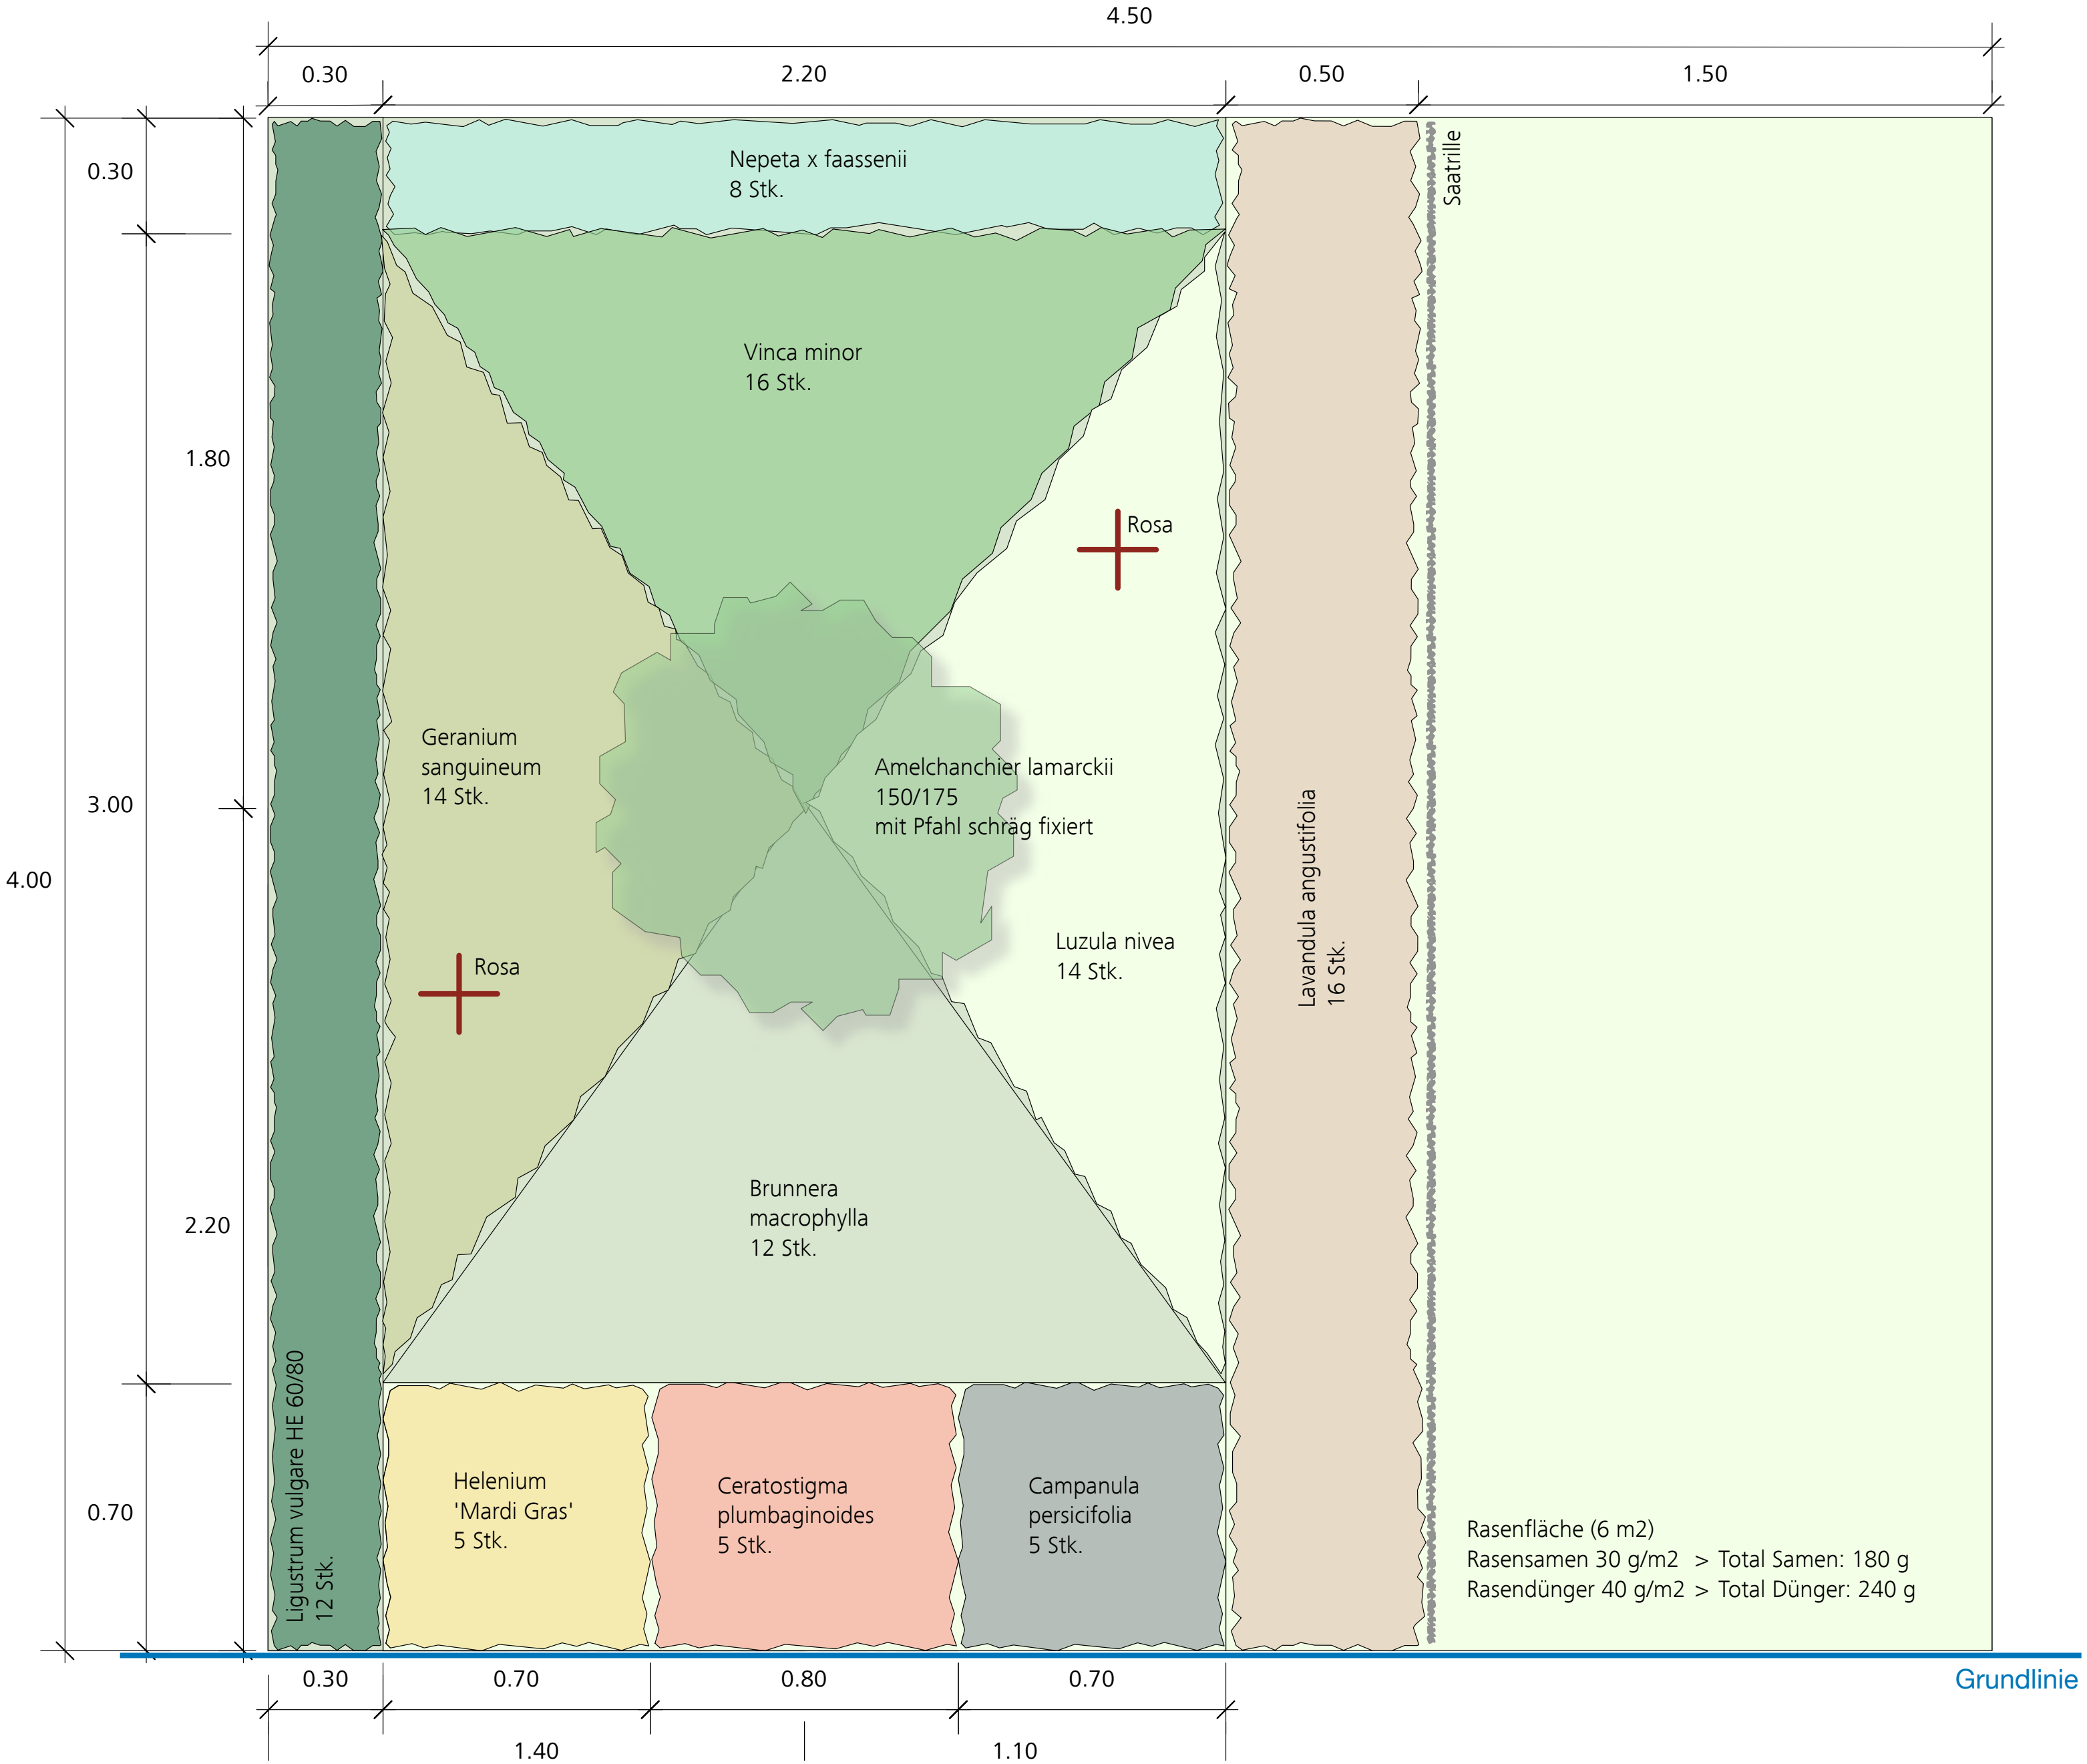 4.50
0.30
2.20
0.50
1.50
0.30
Nepeta x faassenii
8 Stk.
Saatrille
1.80
Vinca minor
16 Stk.
Rosa
Geranium
sanguineum
14 Stk.
Amelchanchier lamarckii
150/175
mit Pfahl schräg fixiert
3.00
4.00
Luzula nivea
14 Stk.
Lavandula angustifolia
16 Stk.
Rosa
2.20
Brunnera
macrophylla
12 Stk.
Ligustrum vulgare HE 60/80
12 Stk.
0.70
Helenium
'Mardi Gras'
5 Stk.
Ceratostigma
plumbaginoides
5 Stk.
Campanula
persicifolia
5 Stk.
Rasenfläche (6 m2)
Rasensamen 30 g/m2 > Total Samen: 180 g
Rasendünger 40 g/m2 > Total Dünger: 240 g
Grundlinie
0.30
0.70
0.80
0.70
1.40
1.10